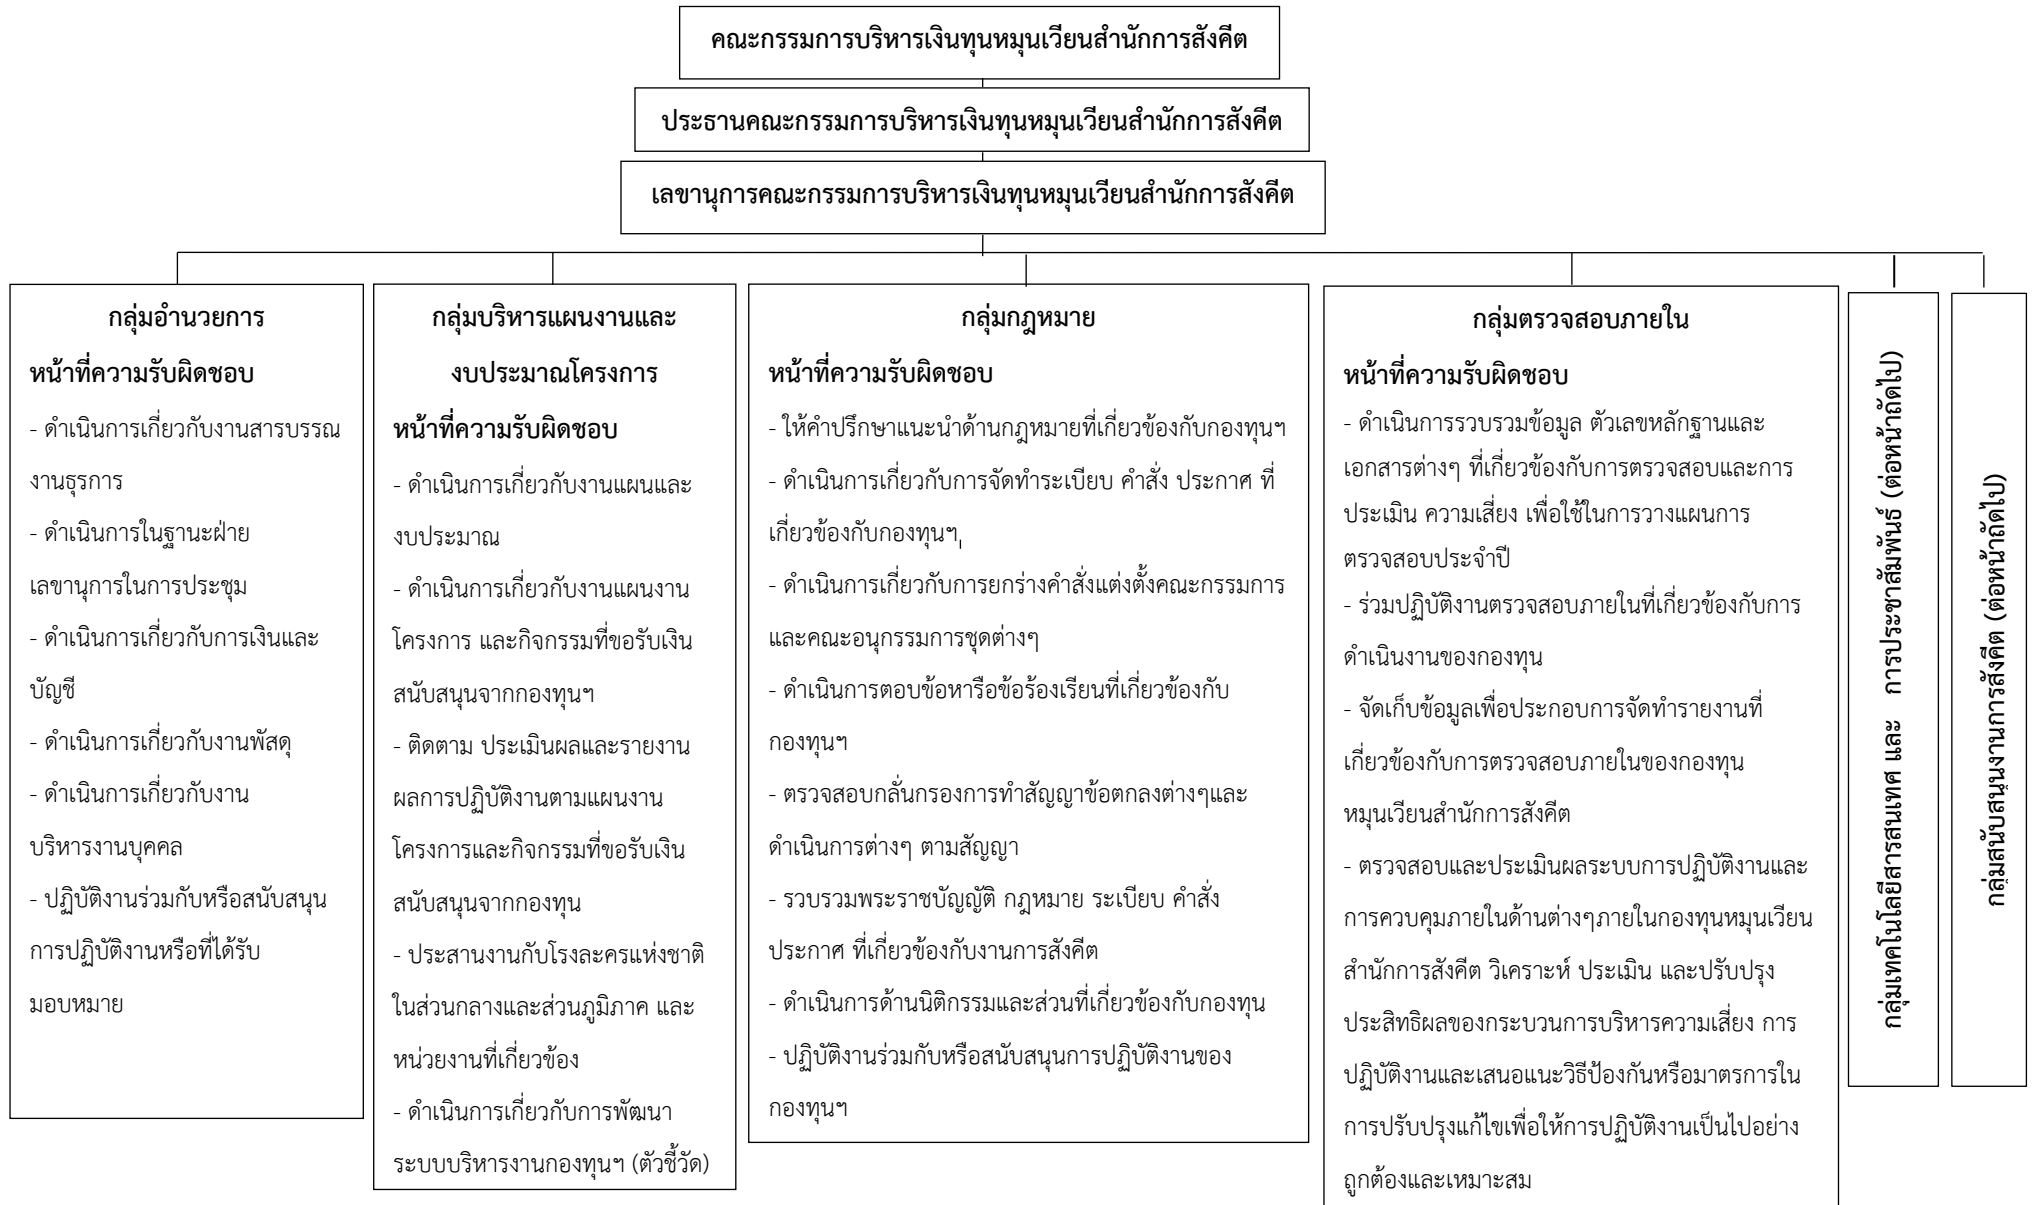 คณะกรรมการบริหารเงินทุนหมุนเวียนสำนักการสังคีต
ประธานคณะกรรมการบริหารเงินทุนหมุนเวียนสำนักการสังคีต
เลขานุการคณะกรรมการบริหารเงินทุนหมุนเวียนสำนักการสังคีต
กลุ่มอำนวยการ
หน้าที่ความรับผิดชอบ
- ดำเนินการเกี่ยวกับงานสารบรรณ
งานธุรการ
- ดำเนินการในฐานะฝ่าย
เลขานุการในการประชุม
- ดำเนินการเกี่ยวกับการเงินและ
บัญชี
- ดำเนินการเกี่ยวกับงานพัสดุ
- ดำเนินการเกี่ยวกับงาน
บริหารงานบุคคล
- ปฏิบัติงานร่วมกับหรือสนับสนุน
การปฏิบัติงานหรือที่ได้รับ
มอบหมาย
กลุ่มบริหารแผนงานและ
งบประมาณโครงการ
หน้าที่ความรับผิดชอบ
- ดำเนินการเกี่ยวกับงานแผนและ
งบประมาณ
- ดำเนินการเกี่ยวกับงานแผนงาน
โครงการ และกิจกรรมที่ขอรับเงิน
สนับสนุนจากกองทุนฯ
- ติดตาม ประเมินผลและรายงาน
ผลการปฏิบัติงานตามแผนงาน
โครงการและกิจกรรมที่ขอรับเงิน
สนับสนุนจากกองทุน
- ประสานงานกับโรงละครแห่งชาติ
ในส่วนกลางและส่วนภูมิภาค และ
หน่วยงานที่เกี่ยวข้อง
- ดำเนินการเกี่ยวกับการพัฒนา
ระบบบริหารงานกองทุนฯ (ตัวชี้วัด)
กลุ่มกฎหมาย
หน้าที่ความรับผิดชอบ
- ให้คำปรึกษาแนะนำด้านกฎหมายที่เกี่ยวข้องกับกองทุนฯ
- ดำเนินการเกี่ยวกับการจัดทำระเบียบ คำสั่ง ประกาศ ที่
เกี่ยวข้องกับกองทุนฯ
- ดำเนินการเกี่ยวกับการยกร่างคำสั่งแต่งตั้งคณะกรรมการ
และคณะอนุกรรมการชุดต่างๆ
- ดำเนินการตอบข้อหารือข้อร้องเรียนที่เกี่ยวข้องกับ
กองทุนฯ
- ตรวจสอบกลั่นกรองการทำสัญญาข้อตกลงต่างๆและ
ดำเนินการต่างๆ ตามสัญญา
- รวบรวมพระราชบัญญัติ กฎหมาย ระเบียบ คำสั่ง
ประกาศ ที่เกี่ยวข้องกับงานการสังคีต
- ดำเนินการด้านนิติกรรมและส่วนที่เกี่ยวข้องกับกองทุน
- ปฏิบัติงานร่วมกับหรือสนับสนุนการปฏิบัติงานของ
กองทุนฯ
กลุ่มตรวจสอบภายใน
หน้าที่ความรับผิดชอบ
- ดำเนินการรวบรวมข้อมูล ตัวเลขหลักฐานและ
เอกสารต่างๆ ที่เกี่ยวข้องกับการตรวจสอบและการ
ประเมิน ความเสี่ยง เพื่อใช้ในการวางแผนการ
ตรวจสอบประจำปี
- ร่วมปฏิบัติงานตรวจสอบภายในที่เกี่ยวข้องกับการ
ดำเนินงานของกองทุน
- จัดเก็บข้อมูลเพื่อประกอบการจัดทำรายงานที่
เกี่ยวข้องกับการตรวจสอบภายในของกองทุน
หมุนเวียนสำนักการสังคีต
- ตรวจสอบและประเมินผลระบบการปฏิบัติงานและ
การควบคุมภายในด้านต่างๆภายในกองทุนหมุนเวียน
สำนักการสังคีต วิเคราะห์ ประเมิน และปรับปรุง
ประสิทธิผลของกระบวนการบริหารความเสี่ยง การ
ปฏิบัติงานและเสนอแนะวิธีป้องกันหรือมาตรการใน
การปรับปรุงแก้ไขเพื่อให้การปฏิบัติงานเป็นไปอย่าง
ถูกต้องและเหมาะสม
กลุ่มเทคโนโลยีสารสนเทศ และ การประชาสัมพันธ์ (ต่อหน้าถัดไป)
กลุ่มสนับสนุนงานการสังคีต (ต่อหน้าถัดไป)